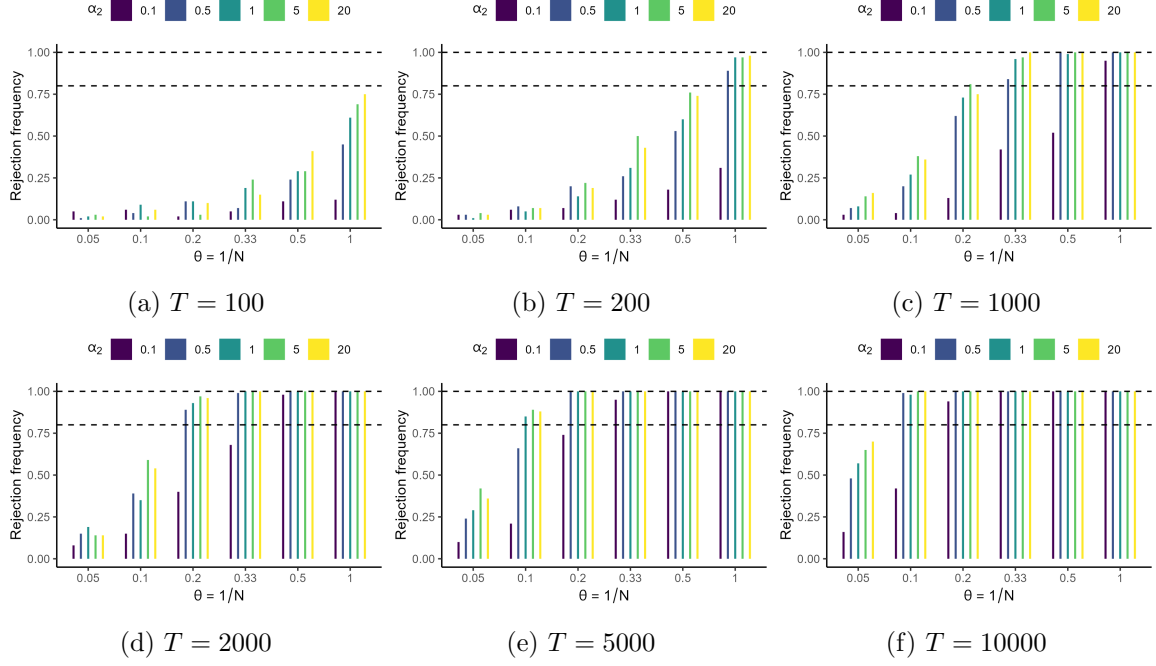 α2 0.1 0.5 1 5 20
α2 0.1 0.5 1 5 20
α2 0.1 0.5 1 5 20
Rejection frequency
1.00
0.75
0.50
0.25
0.00
0.05 0.1 0.2 0.33 0.5 1
θ = 1/N
(a) T = 100
Rejection frequency
1.00
0.75
0.50
0.25
0.00
0.05 0.1 0.2 0.33 0.5 1
θ = 1/N
(b) T = 200
Rejection frequency
1.00
0.75
0.50
0.25
0.00
0.05 0.1 0.2 0.33 0.5 1
θ = 1/N
(c) T = 1000
α2 0.1 0.5 1 5 20
α2 0.1 0.5 1 5 20
α2 0.1 0.5 1 5 20
Rejection frequency
1.00
0.75
0.50
0.25
0.00
0.05 0.1 0.2 0.33 0.5 1
θ = 1/N
(d) T = 2000
Rejection frequency
1.00
0.75
0.50
0.25
0.00
0.05 0.1 0.2 0.33 0.5 1
θ = 1/N
(e) T = 5000
Rejection frequency
1.00
0.75
0.50
0.25
0.00
0.05 0.1 0.2 0.33 0.5 1
θ = 1/N
(f) T = 10000